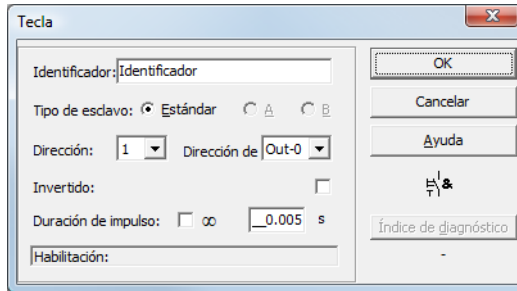 Tecla
Identificador: Identificador
OK
Tipo de esclavo: Estándar A B
Cancelar
Dirección: 1 Dirección de Out-0
Ayuda
Invertido:
&
Duración de impulso: ∞ __0.005 s
Índice de diagnóstico
Habilitación:
-